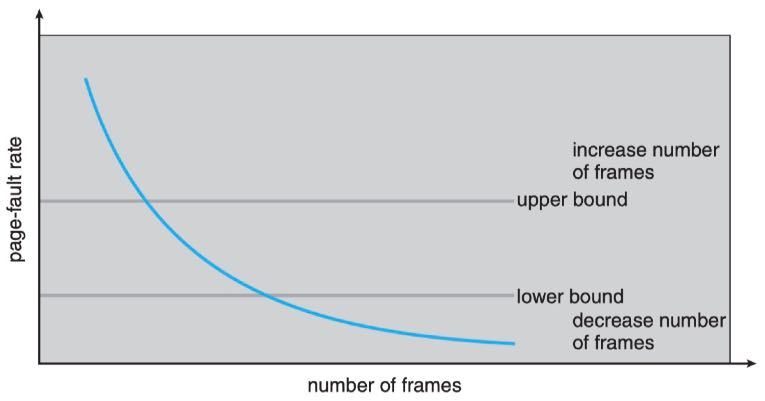 increase number
of frames
upper bound
lower bound
decrease number
of frames
page-fault rate
number of frames